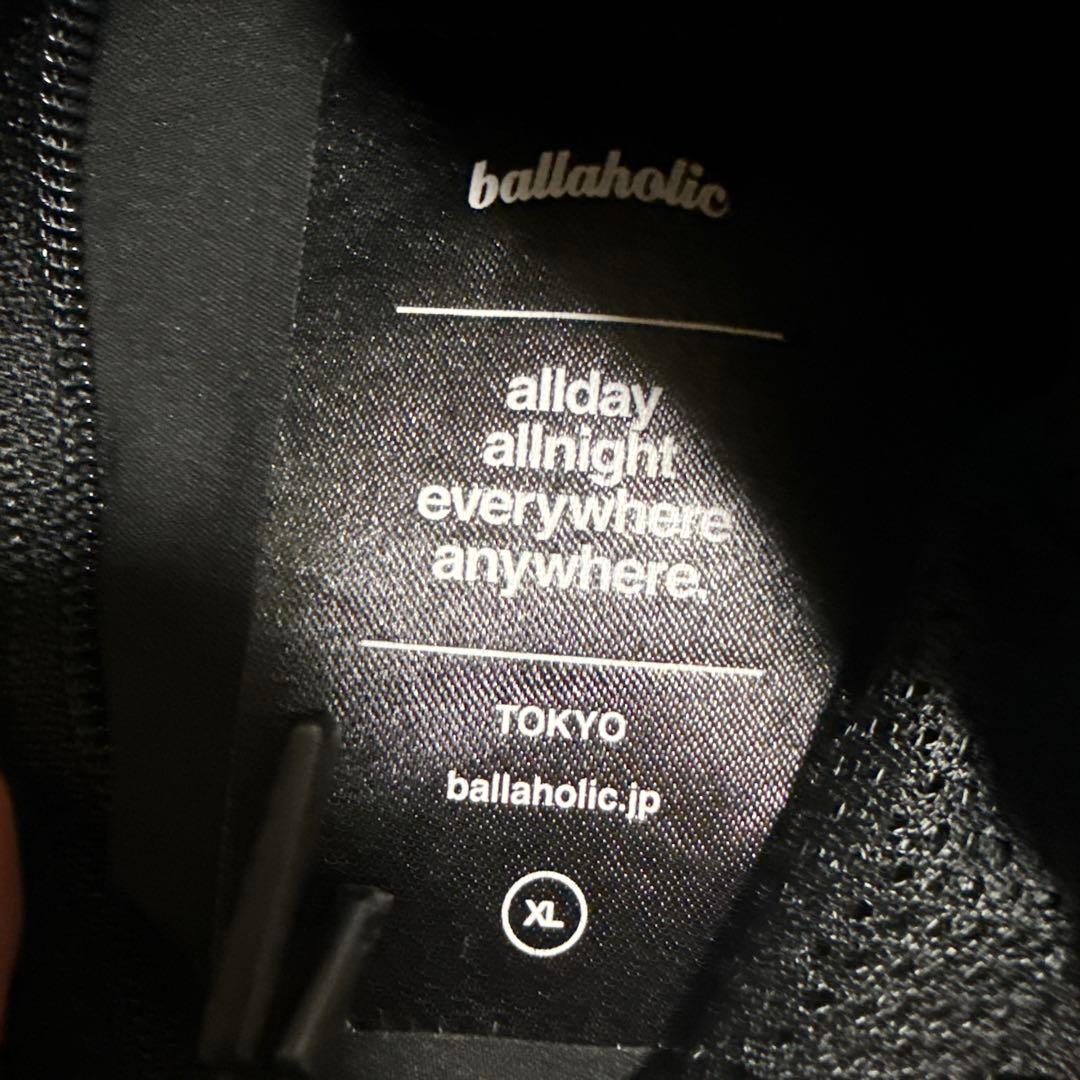 ballaholic
allday
allnight
everywhere
anywhere.
TOKYO
ballaholic.jp
XL